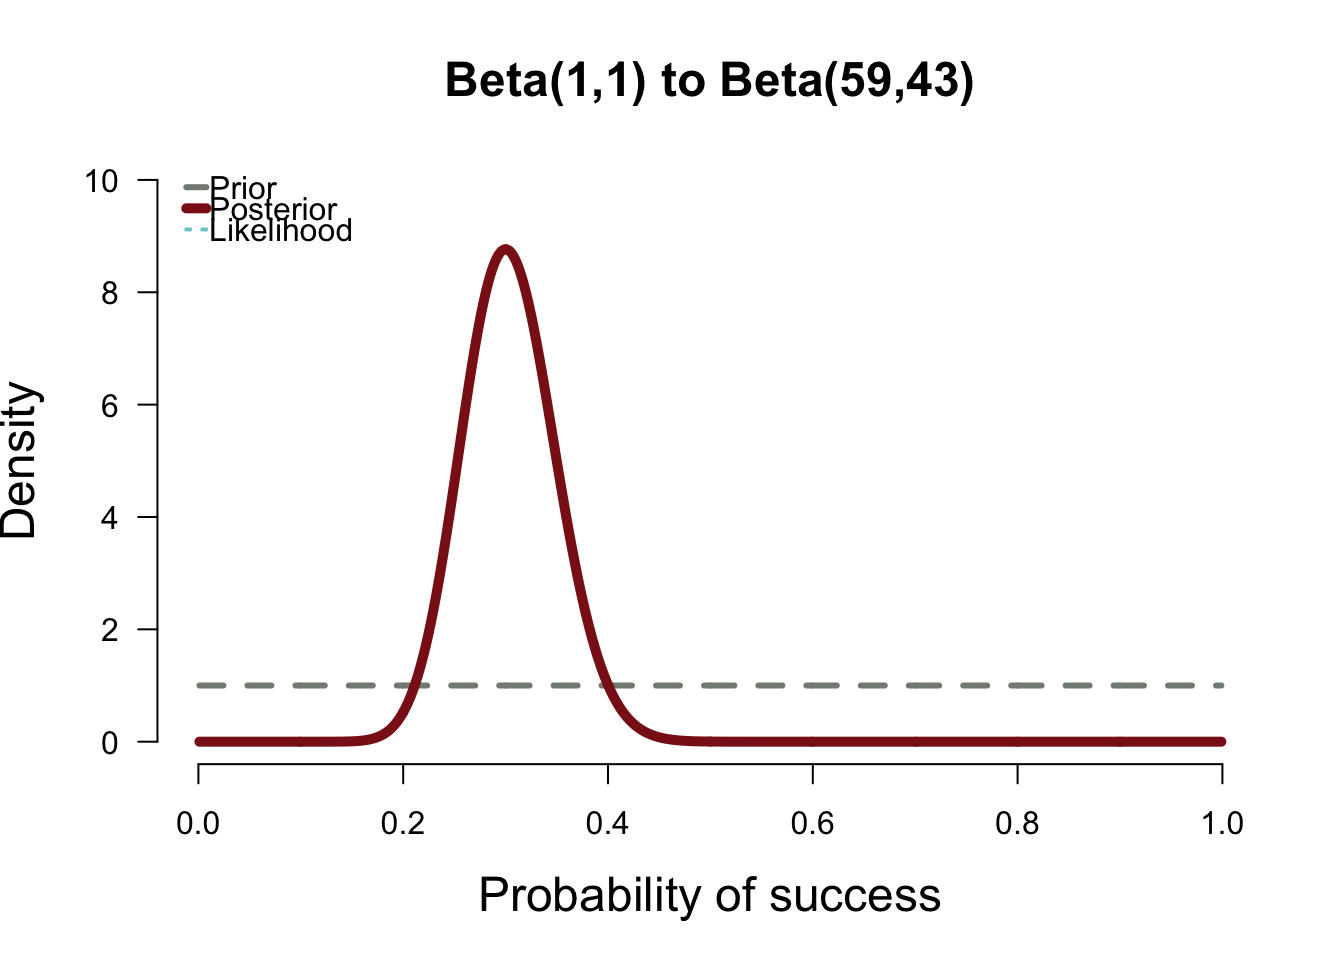 Beta(1,1) to Beta(59,43)
10
Prior
Posterior
Likelihood
8
6
4
2
0
Density
0.0 0.2 0.4 0.6 0.8 1.0
Probability of success